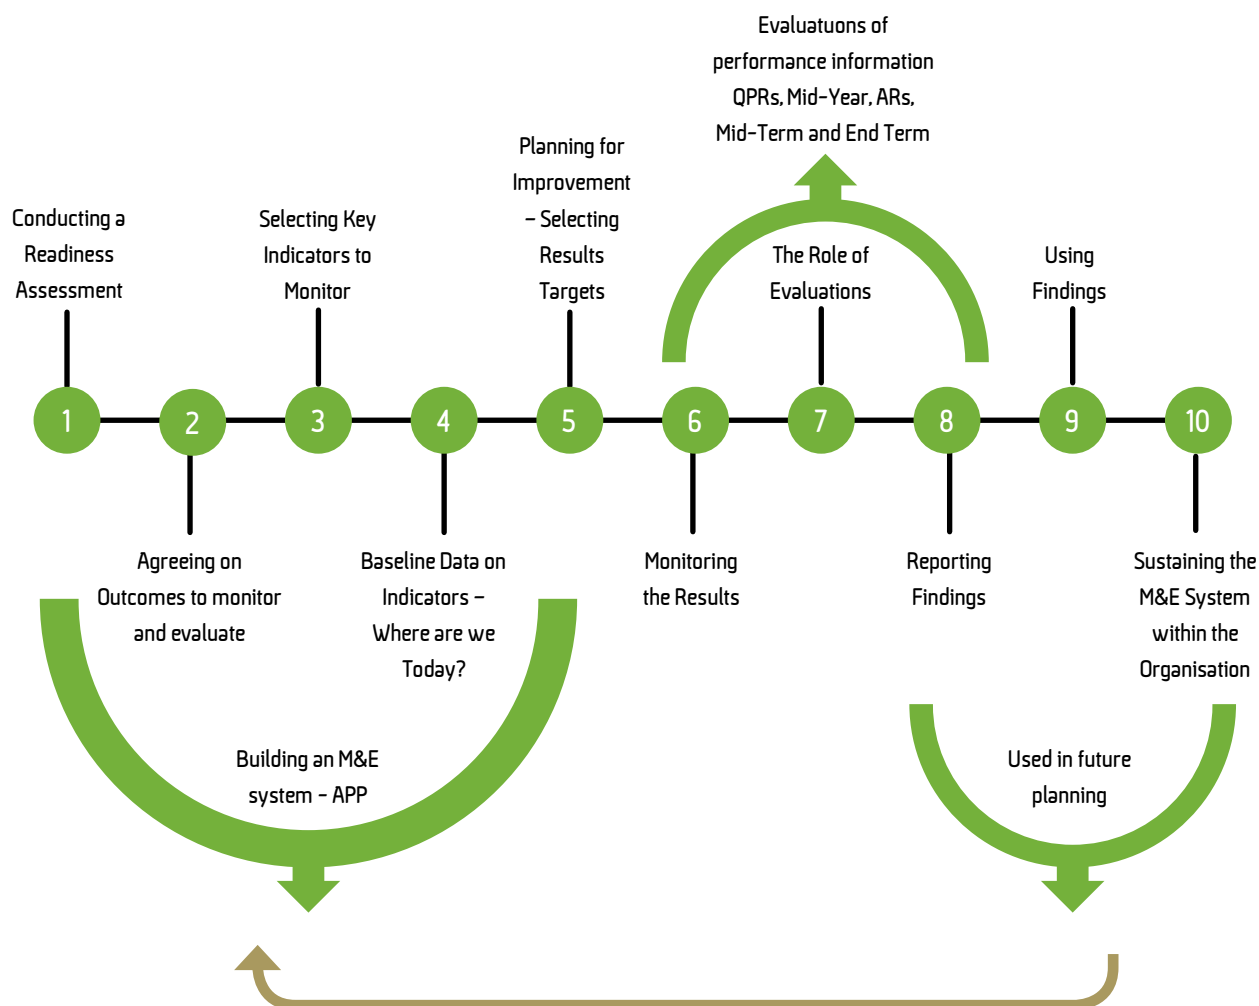 Evaluatuons of
performance information
QPRs, Mid-Year, ARs,
Mid-Term and End Term
Conducting a
Readiness
Assessment
Selecting Key
Indicators to
Monitor
Planning for
Improvement
– Selecting
Results
Targets
The Role of
Evaluations
Using
Findings
1
2
3
4
5
6
7
8
9
10
Agreeing on
Outcomes to monitor
and evaluate
Baseline Data on
Indicators –
Where are we
Today?
Monitoring
the Results
Reporting
Findings
Sustaining the
M&E System
within the
Organisation
Building an M&E
system - APP
Used in future
planning